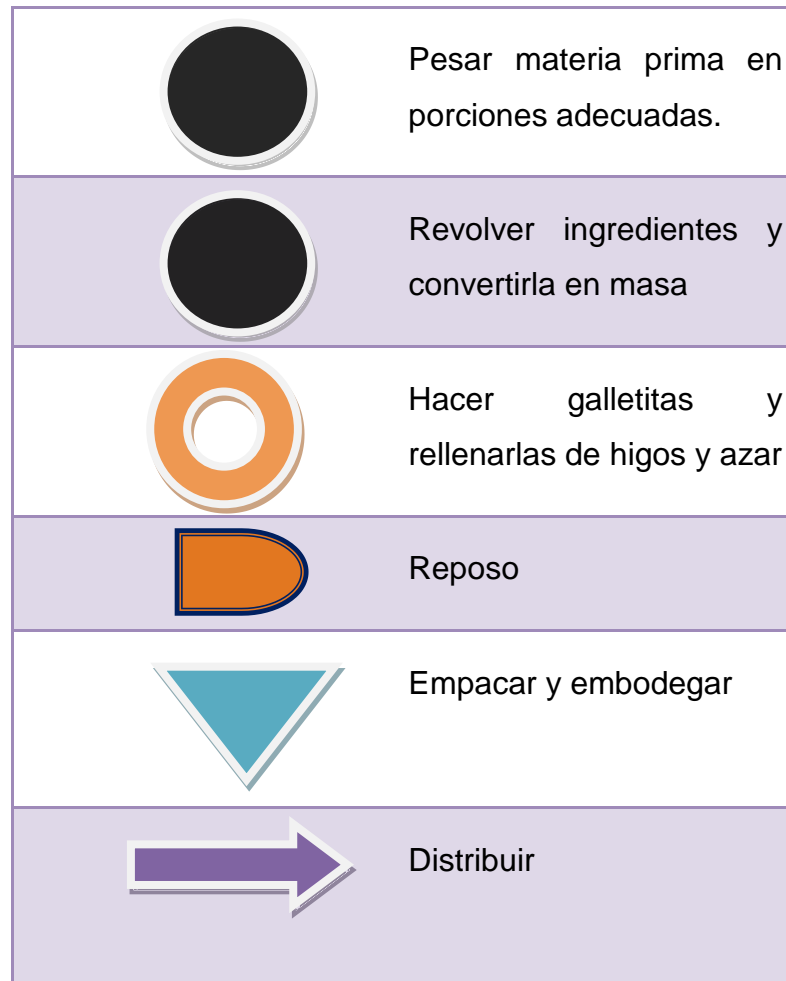 Pesar materia prima en
porciones adecuadas.
Revolver ingredientes y
convertirla en masa
Hacer galletitas y
rellenarlas de higos y azar
Reposo
Empacar y embodegar
Distribuir